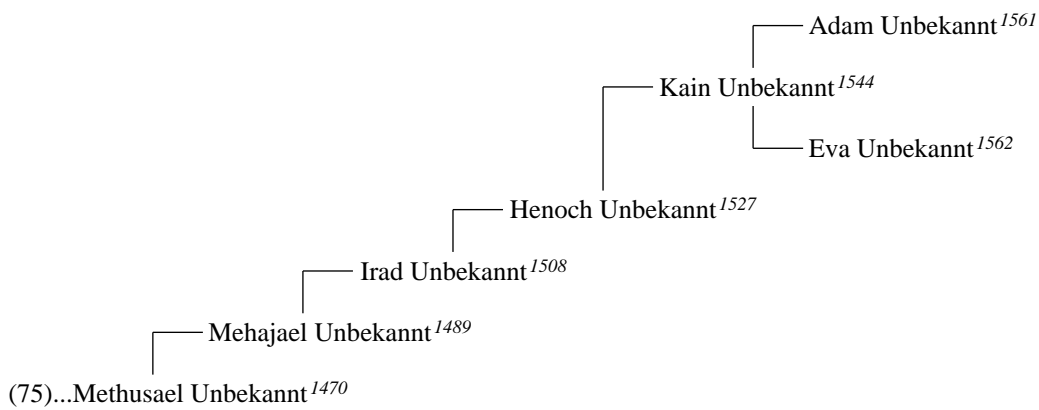 Adam Unbekannt1561
Kain Unbekannt1544
Eva Unbekannt1562
Henoch Unbekannt1527
Irad Unbekannt1508
Mehajael Unbekannt1489
(75)...Methusael Unbekannt1470